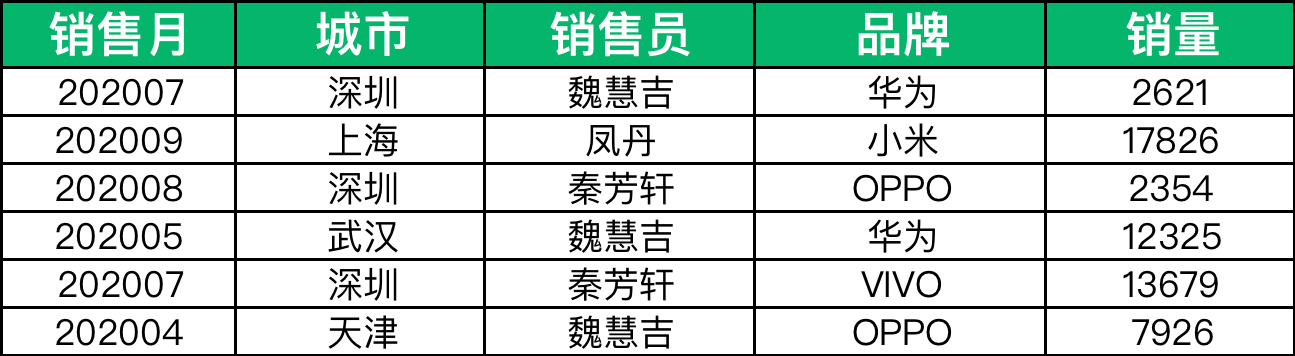 销售月 城市 销售员 品牌 销量
202007 深圳 魏慧吉 华为 2621
202009 上海 凤丹 小米 17826
202008 深圳 秦芳轩 OPPO 2354
202005 武汉 魏慧吉 华为 12325
202007 深圳 秦芳轩 VIVO 13679
202004 天津 魏慧吉 OPPO 7926